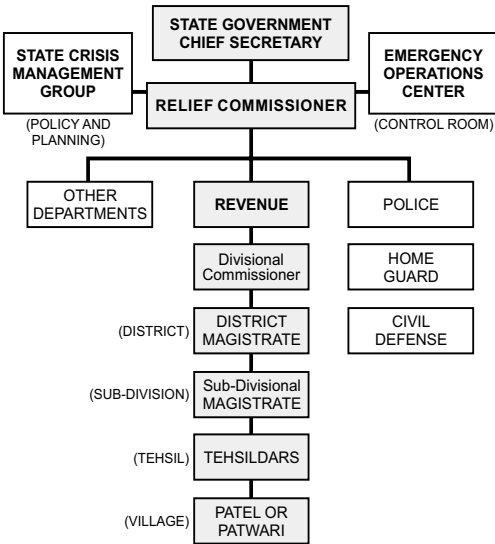 STATE GOVERNMENT
CHIEF SECRETARY
STATE CRISIS
MANAGEMENT
GROUP
EMERGENCY
OPERATIONS
CENTER
RELIEF COMMISSIONER
(POLICY AND
PLANNING)
(CONTROL ROOM)
OTHER
DEPARTMENTS
REVENUE
POLICE
Divisional
Commissioner
HOME
GUARD
(DISTRICT)
DISTRICT
MAGISTRATE
CIVIL
DEFENSE
(SUB-DIVISION)
Sub-Divisional
MAGISTRATE
(TEHSIL)
TEHSILDARS
(VILLAGE)
PATEL OR
PATWARI